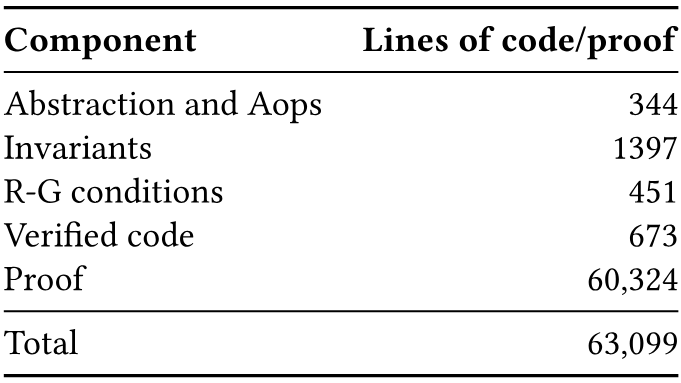 Component Lines of code/proof
Abstraction and Aops 344
Invariants 1397
R-G conditions 451
Verified code 673
Proof 60,324
Total 63,099